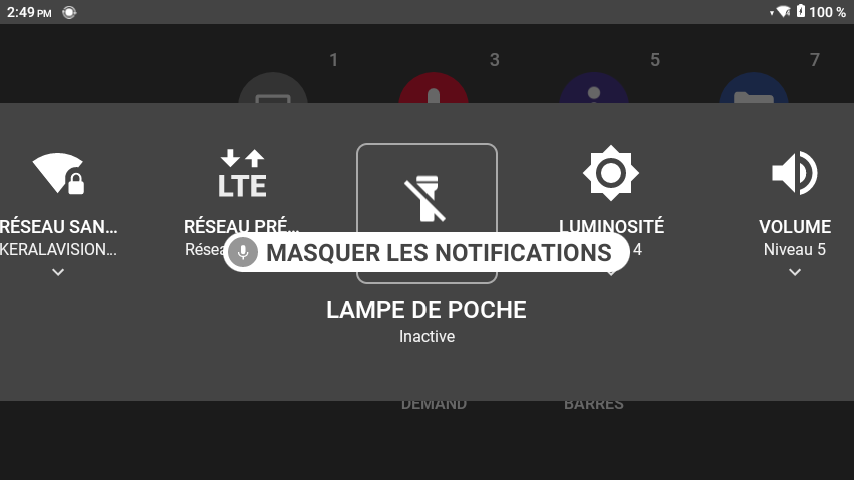 2:49 PM
100 %
1
3
5
7
LTE
RÉSEAU SAN...
RÉSEAU PRÉ...
LUMINOSITÉ
VOLUME
KERALAVISION...
Résea
4
Niveau 5
MASQUER LES NOTIFICATIONS
LAMPE DE POCHE
Inactive
DEMAND
BARRES